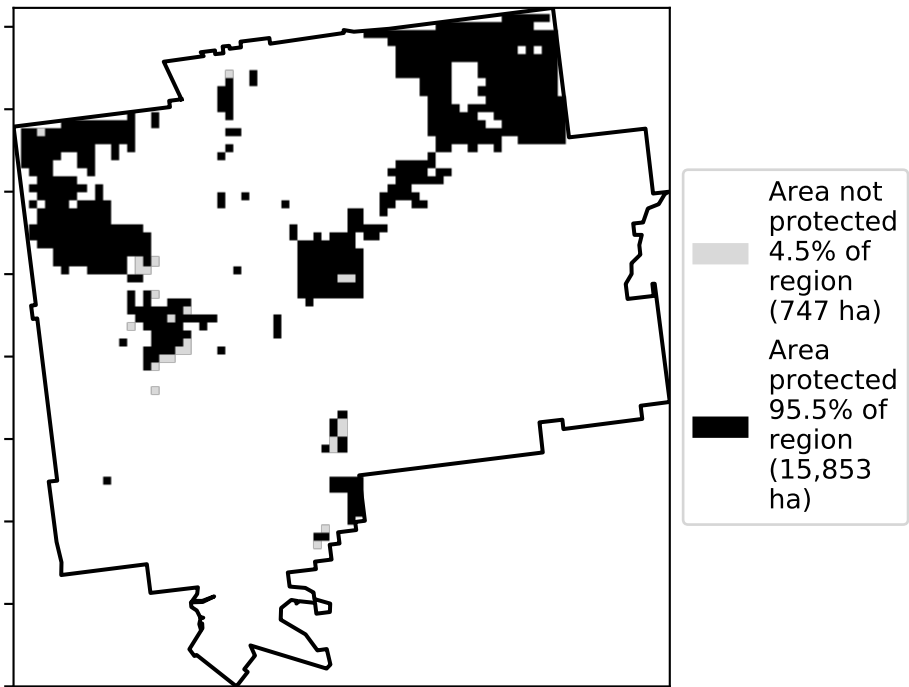 Area not
protected
4.5% of
region
(747 ha)
Area
protected
95.5% of
region
(15,853
ha)